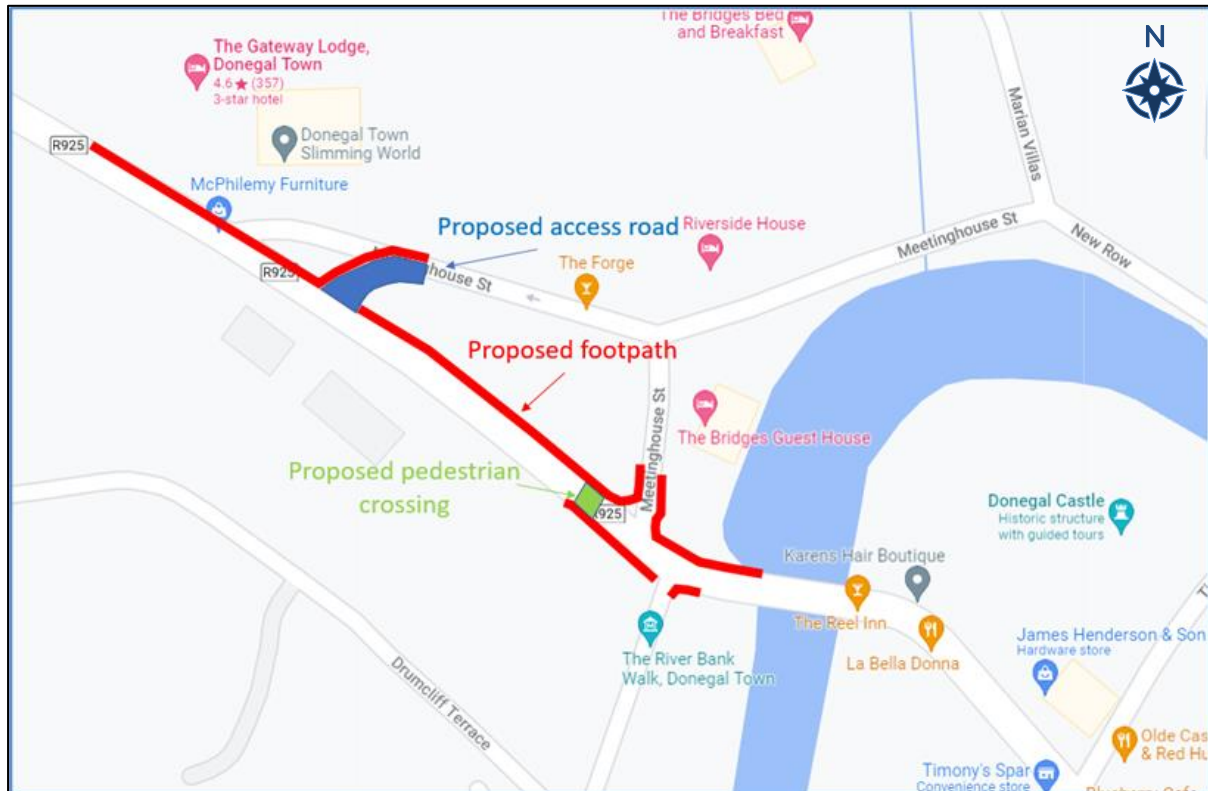 The Bridges Bed
and Breakfast
N
The Gateway Lodge,
Donegal Town
4.6★ (357)
3-star hotel
R925
Donegal Town
Slimming World
Marian Villas
McPhilemy Furniture
Proposed access road
Riverside House
Meetinghouse St
New Row
R925
house St
The Forge
Proposed footpath
Meetinghouse St
The Bridges Guest House
Proposed pedestrian
crossing
R925
Donegal Castle
Historic structure
with guided tours
Karens Hair Boutique
The Reel Inn
La Bella Donna
The River Bank
Walk, Donegal Town
James Henderson & Son
Hardware store
Drumcliff Terrace
Olde Cas
& Red Hu
Timony's Spar
Convenience store